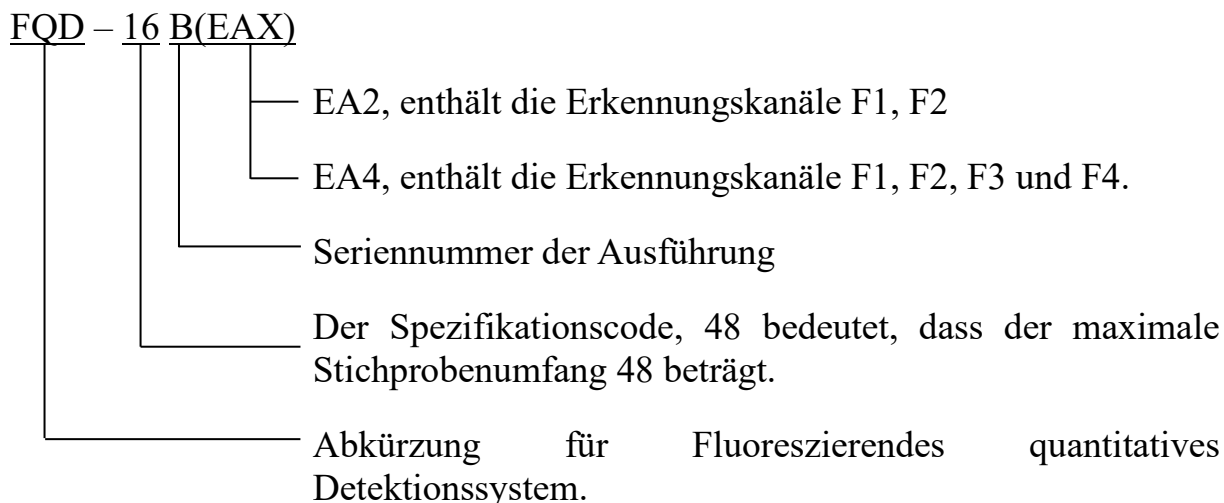 FQD – 16 B(EAX)
EA2, enthält die Erkennungskanäle F1, F2
EA4, enthält die Erkennungskanäle F1, F2, F3 und F4.
Seriennummer der Ausführung
Der Spezifikationscode, 48 bedeutet, dass der maximale
Stichprobenumfang 48 beträgt.
Abkürzung für Fluoreszierendes quantitatives
Detektionssystem.